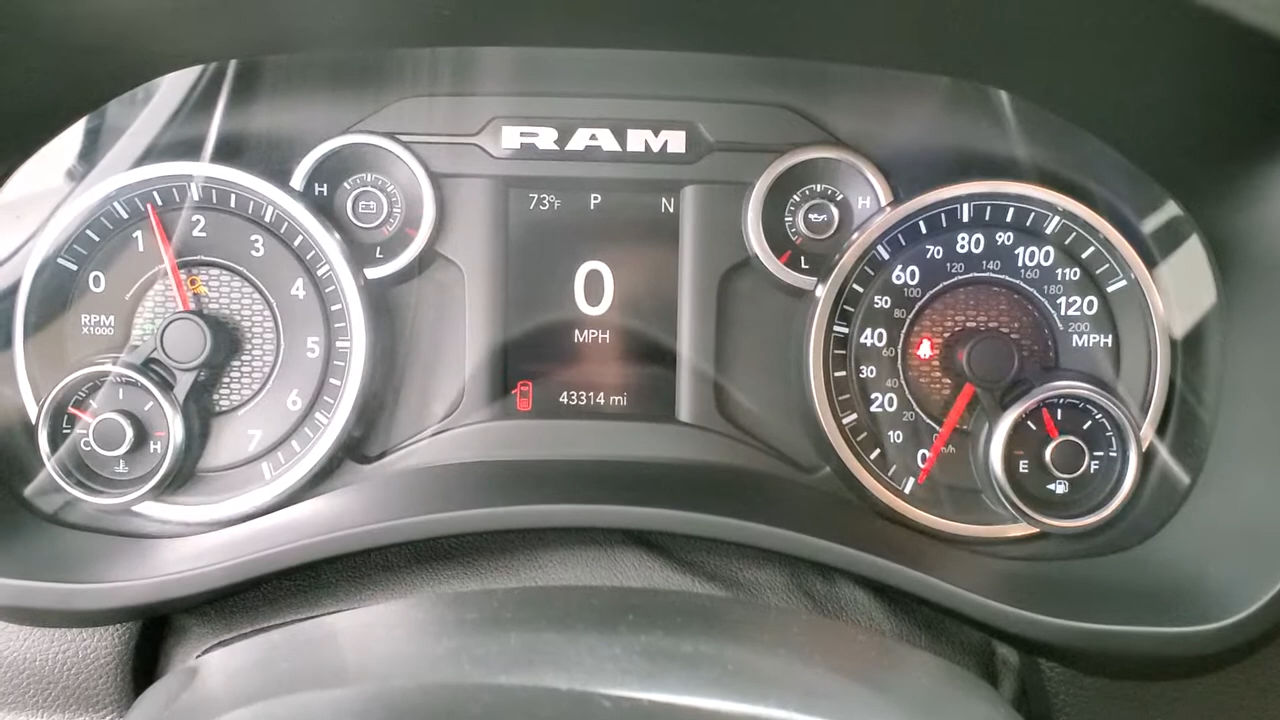 RAM
73°F P N
0
MPH
43314 mi
0 1 2 3 4 5 6 7
RPM
X1000
H
L
H
L
C H
0 10 20 30 40 50 60 70 80 90 100 110 120
MPH
20 40 60 80 100 120 140 160 180 200
km/h
E F